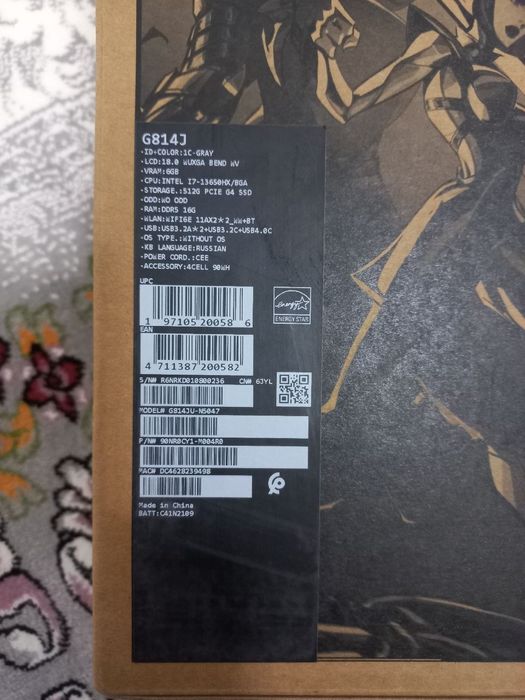 G814J
·ID+COLOR:1C-GRAY
·LCD:18.0 WUXGA BEND WV
·VRAM:6GB
·CPU:INTEL I7-13650HX/BGA
·STORAGE.:512G PCIE G4 SSD
·ODD:WO ODD
·RAM:DDR5 16G
·WLAN:WIFI6E 11AX2*2_WW+BT
·USB:USB3.2A*2+USB3.2C+USB4.0C
·OS TYPE.:WITHOUT OS
·KB LANGUAGE:RUSSIAN
·POWER CORD.:CEE
·ACCESSORY:4CELL 90WH
UPC
1 97105 20058 6
energy
ENERGY STAR
EAN
4 711387 200582
S/N# R6NRKD010800236 CN# 6JYL
MODEL# G814JU-N5047
P/N# 90NR0CY1-M004R0
MAC# DC4628239498
Made in China
BATT:C41N2109